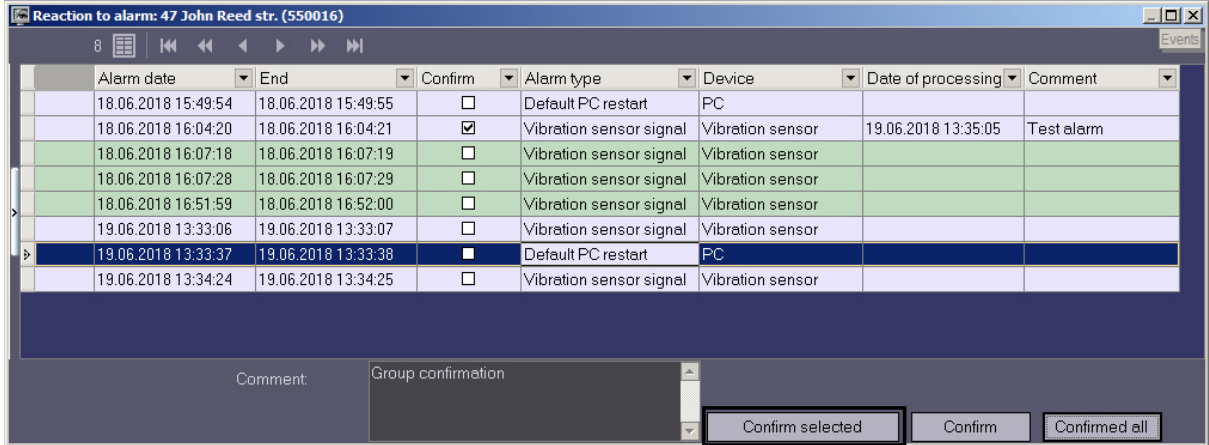 Reaction to alarm: 47 John Reed str. (550016)
8
Events
Alarm date End Confirm Alarm type Device Date of processing Comment
18.06.2018 15:49:54 18.06.2018 15:49:55 Default PC restart PC
18.06.2018 16:04:20 18.06.2018 16:04:21 Vibration sensor signal Vibration sensor 19.06.2018 13:35:05 Test alarm
18.06.2018 16:07:18 18.06.2018 16:07:19 Vibration sensor signal Vibration sensor
18.06.2018 16:07:28 18.06.2018 16:07:29 Vibration sensor signal Vibration sensor
18.06.2018 16:51:59 18.06.2018 16:52:00 Vibration sensor signal Vibration sensor
19.06.2018 13:33:06 19.06.2018 13:33:07 Vibration sensor signal Vibration sensor
19.06.2018 13:33:37 19.06.2018 13:33:38 Default PC restart PC
19.06.2018 13:34:24 19.06.2018 13:34:25 Vibration sensor signal Vibration sensor
Comment: Group confirmation
Confirm selected Confirm Confirmed all